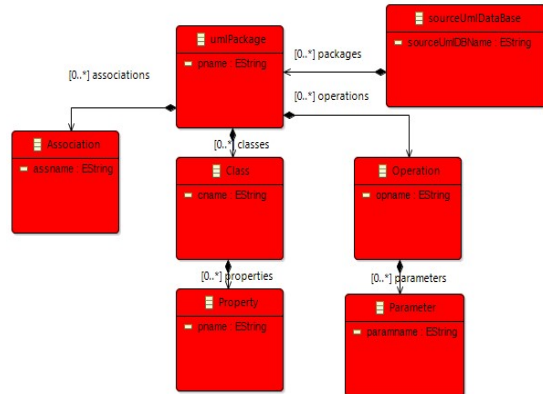 sourceUmlDataBase
umlPackage
sourceUmlDBName : EString
[0..*] packages
pname : EString
[0..*] associations
[0..*] operations
Association
[0..*] classes
assname : EString
Class
Operation
cname : EString
opname : EString
[0..*] properties
[0..*] parameters
Property
Parameter
pname : EString
paramname : EString